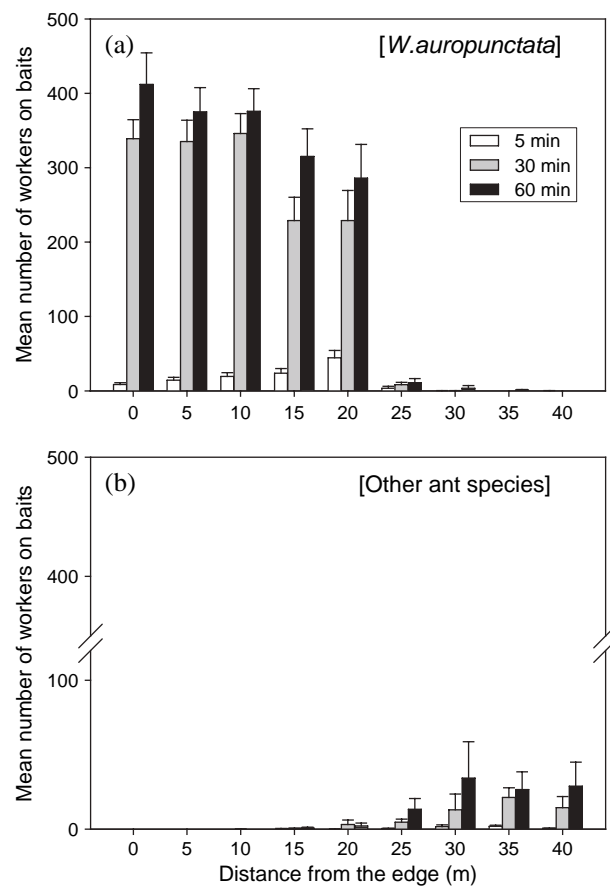 (a) [W.auropunctata]
500
400
300
200
100
0
Mean number of workers on baits
5 min
30 min
60 min
0 5 10 15 20 25 30 35 40
(b) [Other ant species]
500
400
100
0
Mean number of workers on baits
0 5 10 15 20 25 30 35 40
Distance from the edge (m)